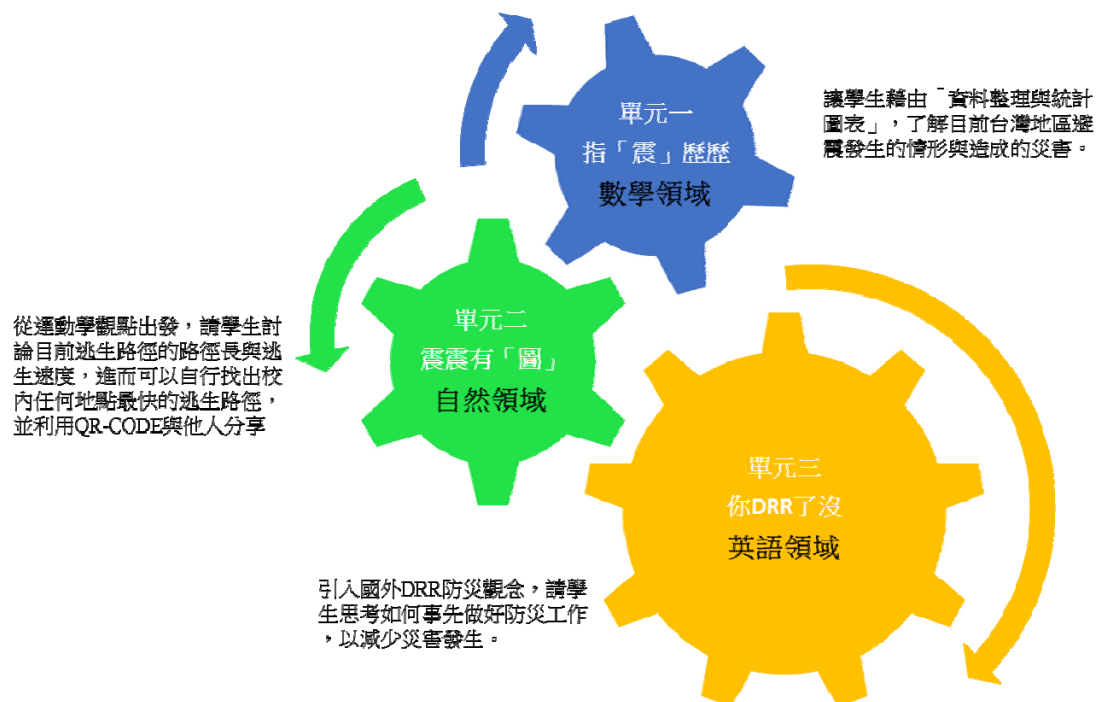 單元一
指「震」歷歷
數學領域
讓學生藉由「資料整理與統計
圖表」，了解目前台灣地區避
震發生的情形與造成的災害。
單元二
震震有「圖」
自然領域
從運動學觀點出發，請學生討
論目前逃生路徑的路徑長與逃
生速度，進而可以自行找出校
內任何地點最快的逃生路徑，
並利用QR-CODE與他人分享
單元三
你DRR了沒
英語領域
引入國外DRR防災觀念，請學
生思考如何事先做好防災工作
，以減少災害發生。